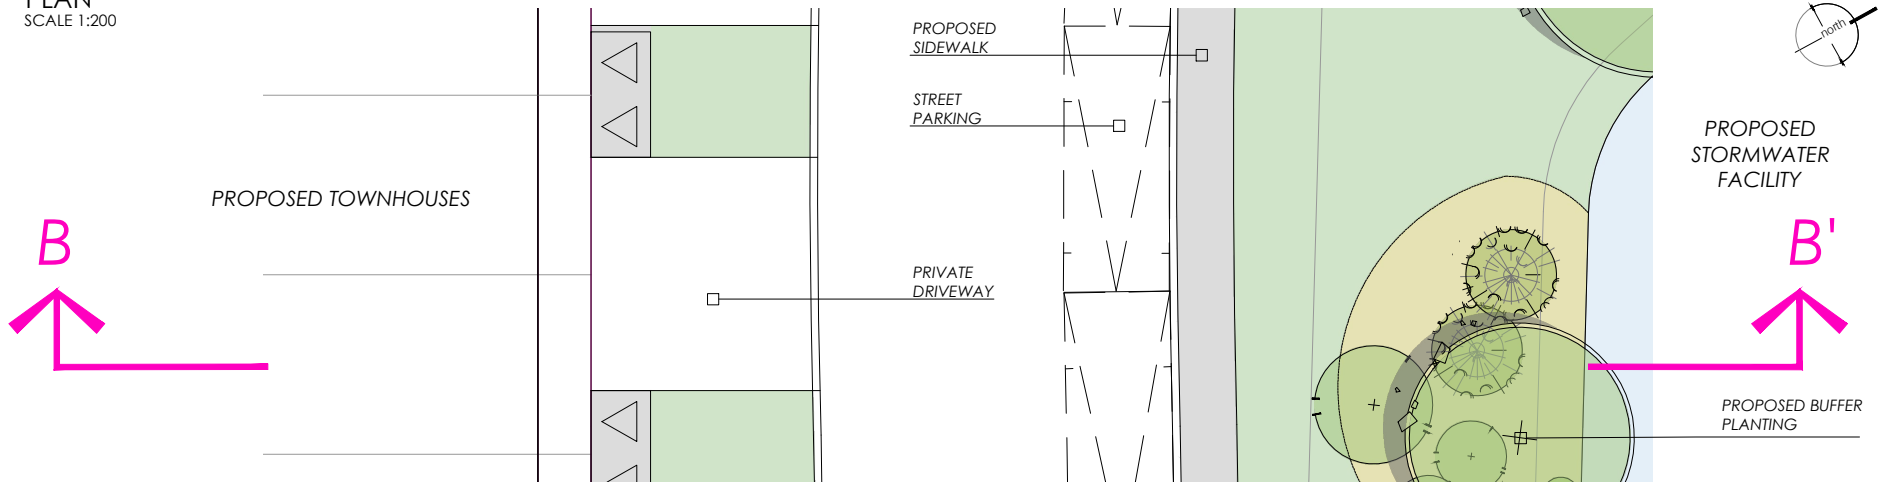 PLAN
SCALE 1:200
north
PROPOSED
SIDEWALK
STREET
PARKING
PROPOSED
STORMWATER
FACILITY
PROPOSED TOWNHOUSES
B
B'
PRIVATE
DRIVEWAY
PROPOSED BUFFER
PLANTING